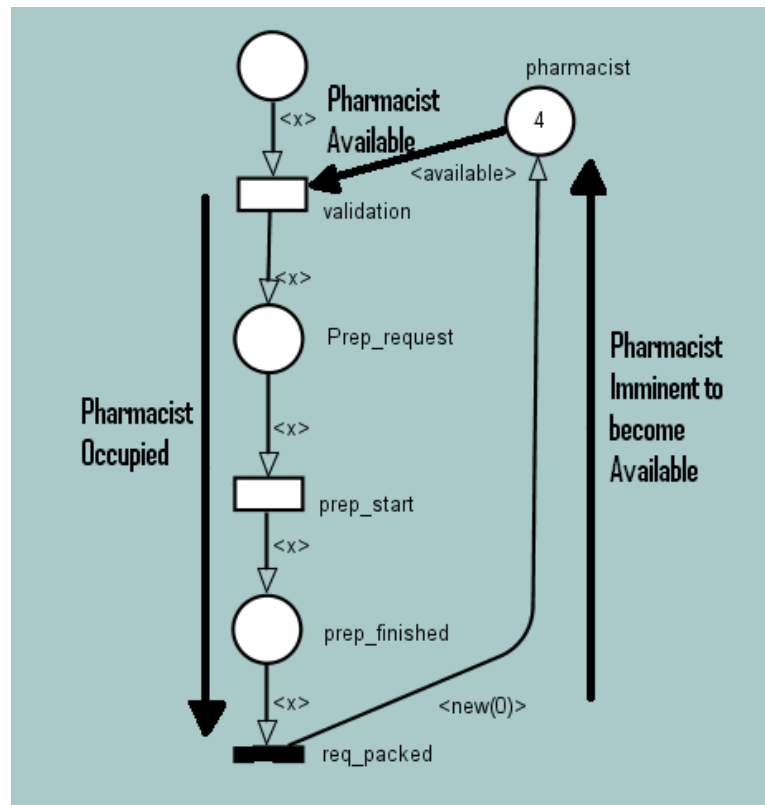 pharmacist
4
<x>
Pharmacist
Available
<available>
validation
<x>
Prep_request
Pharmacist
Imminent to
become
Available
Pharmacist
Occupied
<x>
prep_start
<x>
prep_finished
<x>
<new(0)>
req_packed